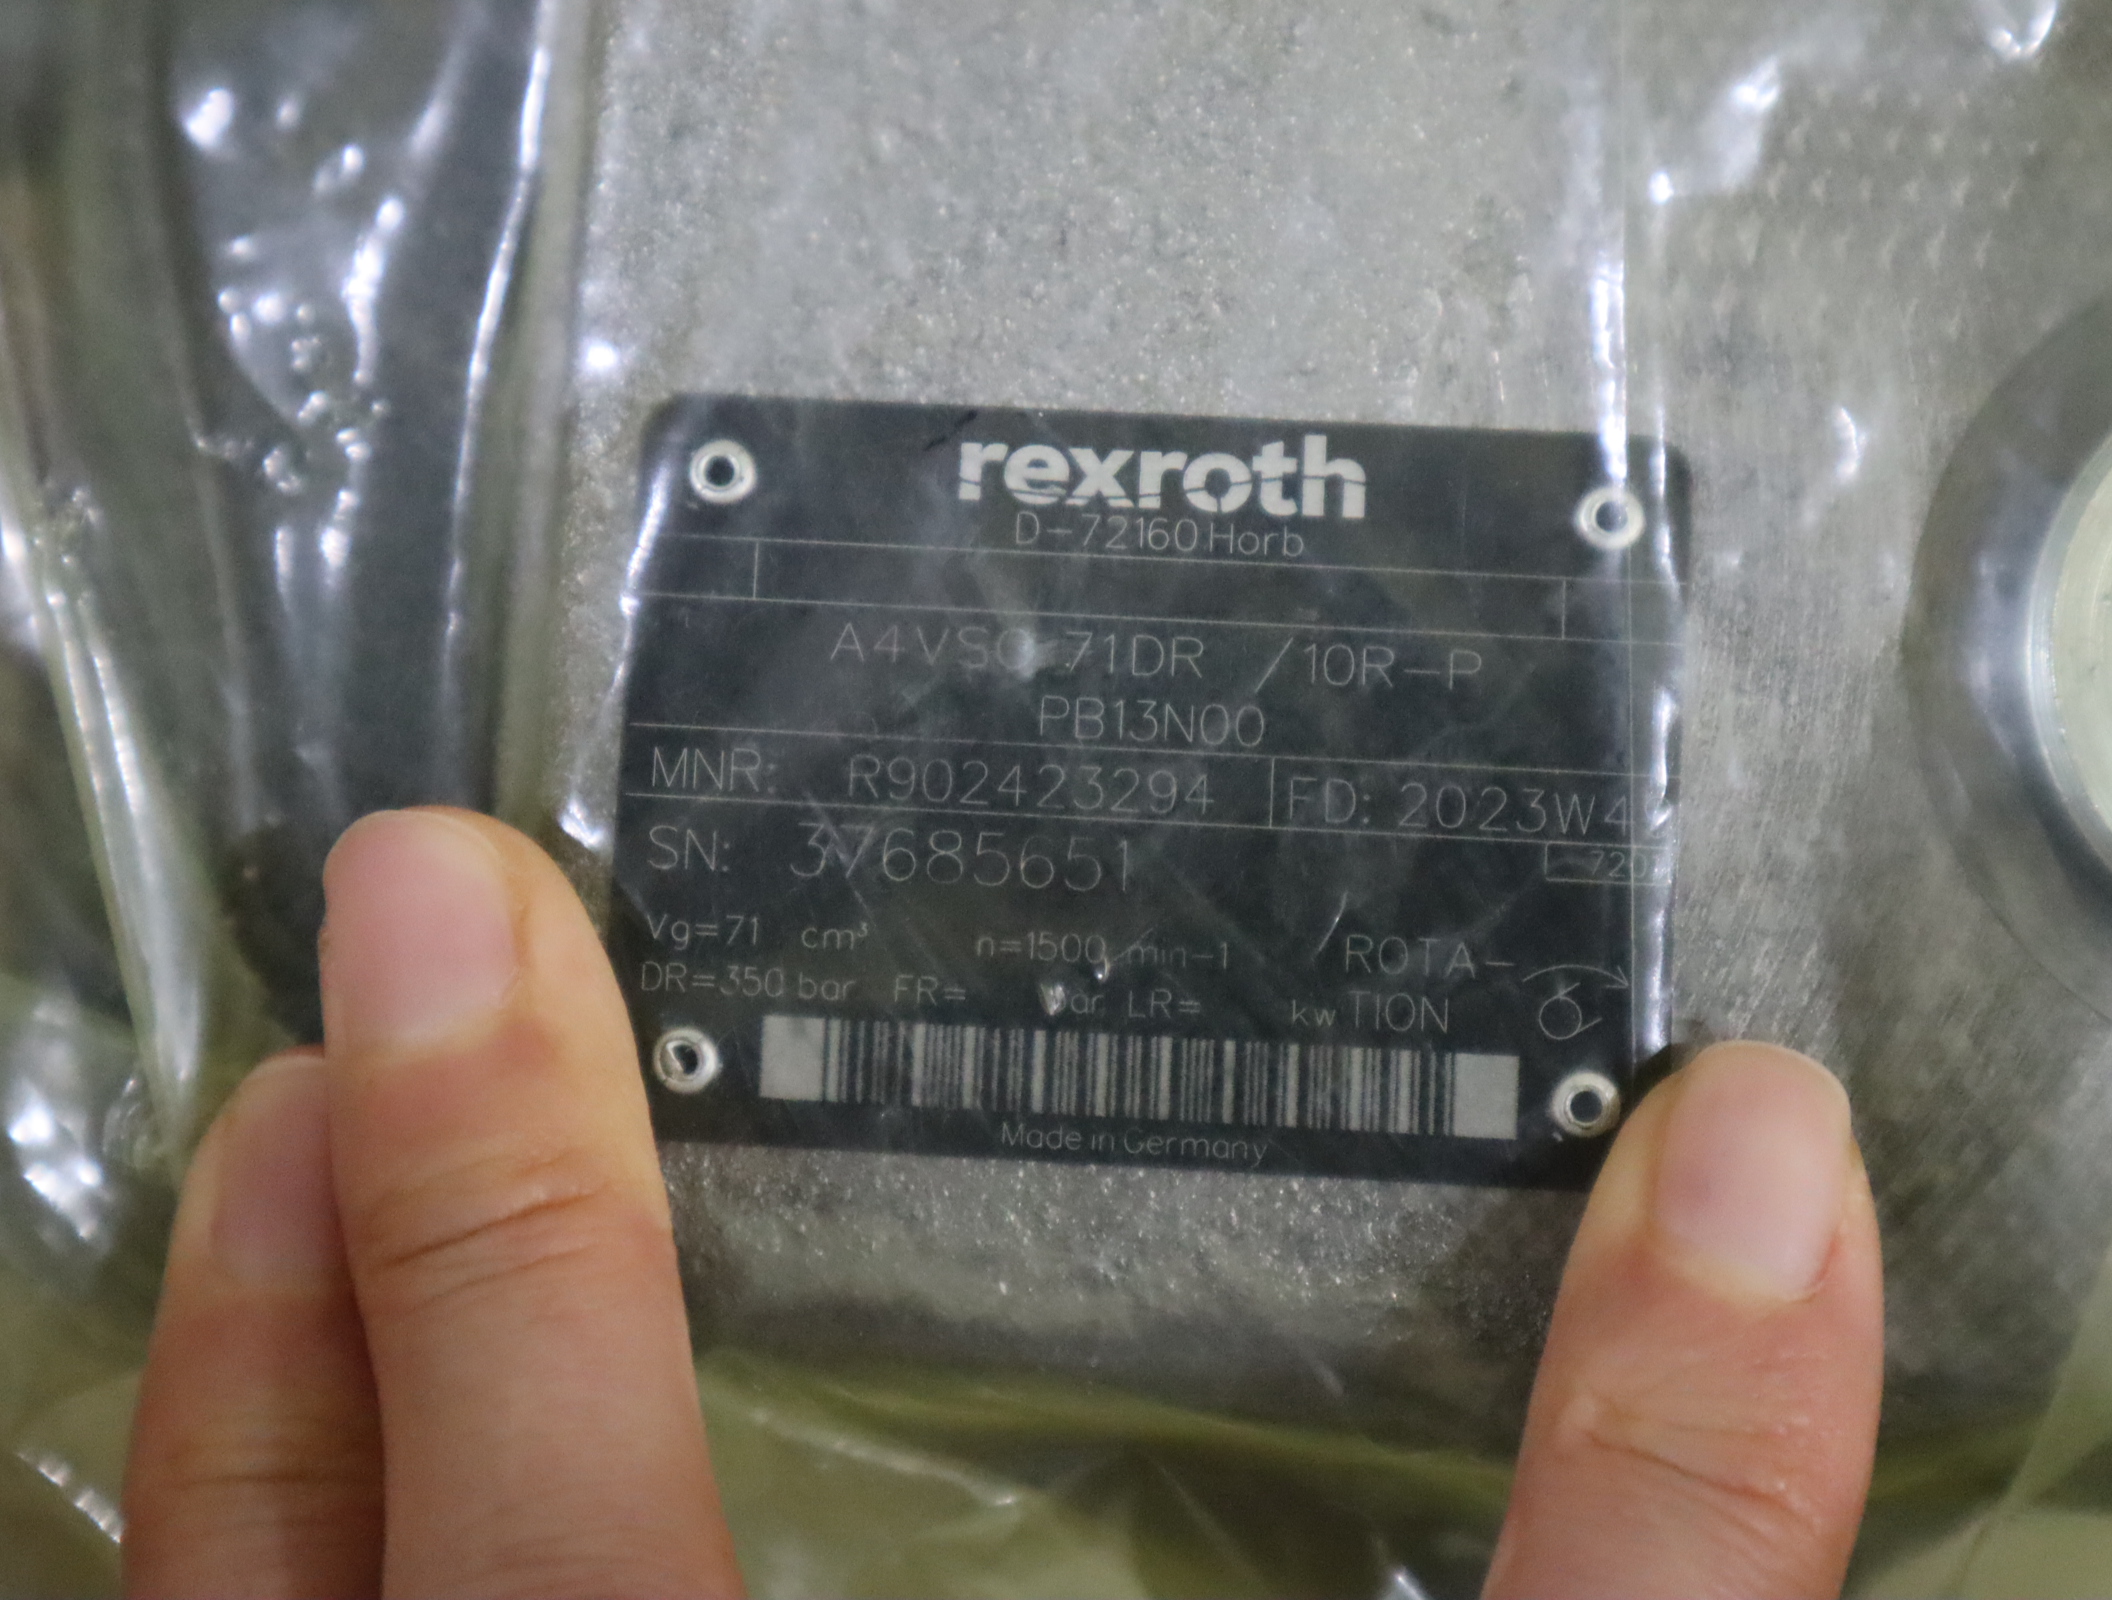 rexroth
D-72160 Horb
A4VSO 71DR /10R-P
PB13N00
MNR: R902423294 FD:
SN: 37685651
Vg=71 cm³ n=1500 min-1 /ROTA-
DR=350 bar FR= bar LR= kw TION
Made in Germany